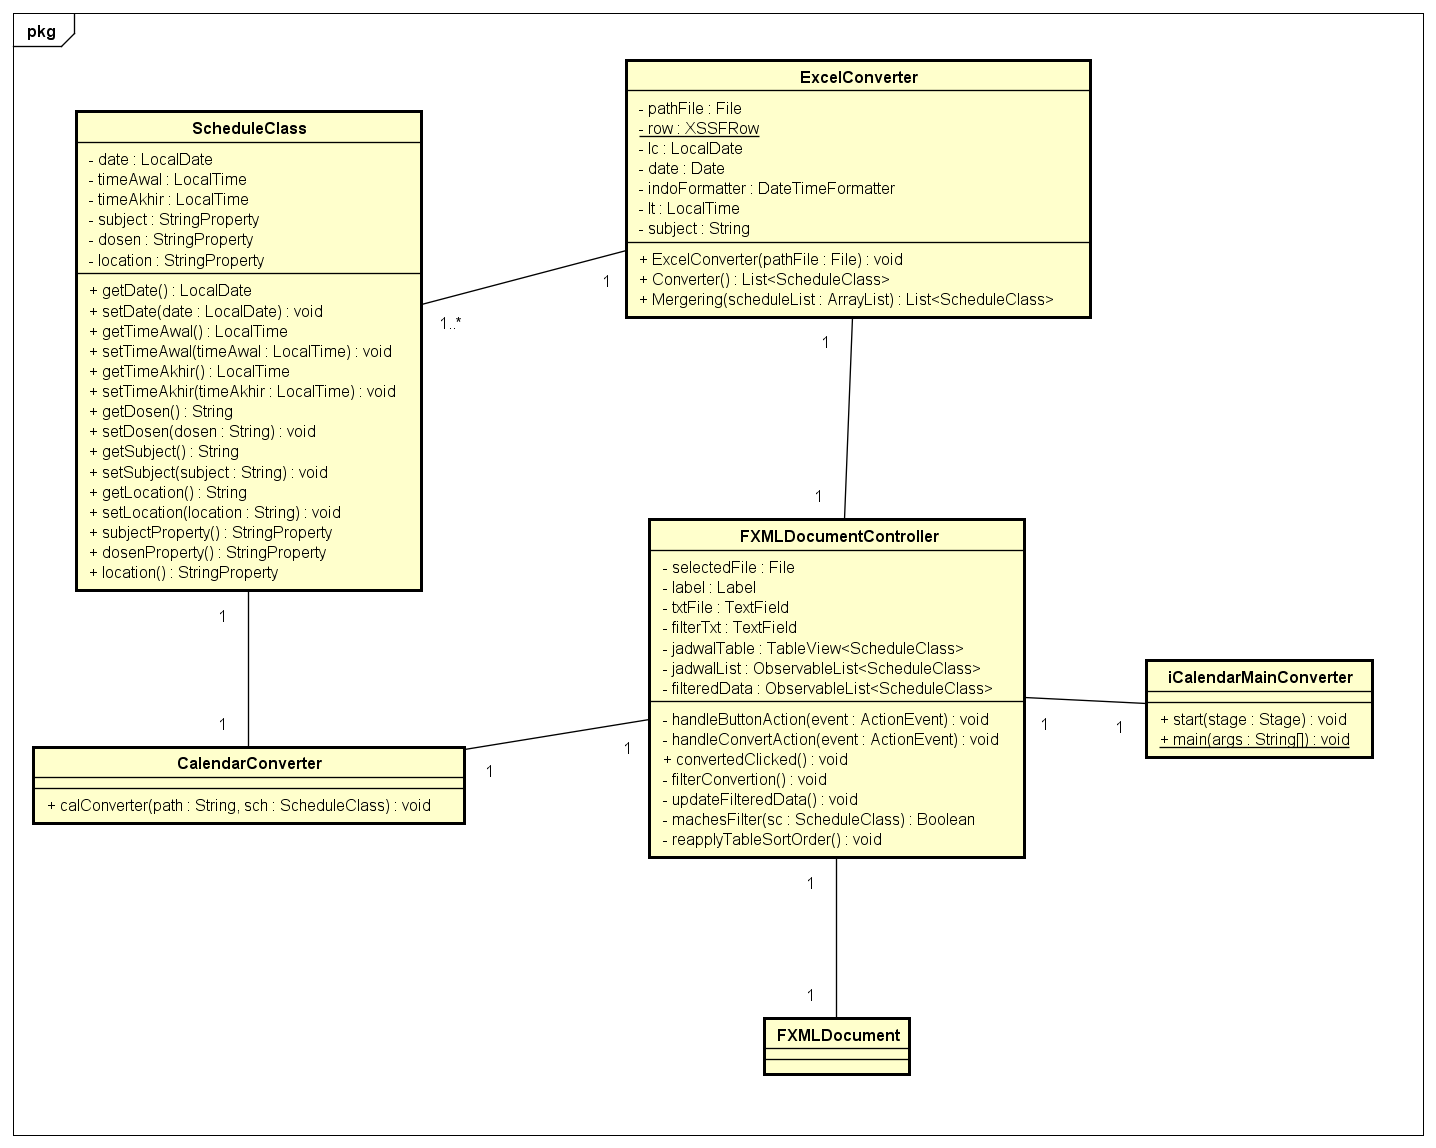 pkg
ScheduleClass
- date : LocalDate
- timeAwal : LocalTime
- timeAkhir : LocalTime
- subject : StringProperty
- dosen : StringProperty
- location : StringProperty
+ getDate() : LocalDate
+ setDate(date : LocalDate) : void
+ getTimeAwal() : LocalTime
+ setTimeAwal(timeAwal : LocalTime) : void
+ getTimeAkhir() : LocalTime
+ setTimeAkhir(timeAkhir : LocalTime) : void
+ getDosen() : String
+ setDosen(dosen : String) : void
+ getSubject() : String
+ setSubject(subject : String) : void
+ getLocation() : String
+ setLocation(location : String) : void
+ subjectProperty() : StringProperty
+ dosenProperty() : StringProperty
+ location() : StringProperty
ExcelConverter
- pathFile : File
- row : XSSFRow
- lc : LocalDate
- date : Date
- indoFormatter : DateTimeFormatter
- lt : LocalTime
- subject : String
+ ExcelConverter(pathFile : File) : void
+ Converter() : List<ScheduleClass>
+ Mergering(scheduleList : ArrayList) : List<ScheduleClass>
1
1..*
1
1
FXMLDocumentController
- selectedFile : File
- label : Label
- txtFile : TextField
- filterTxt : TextField
- jadwalTable : TableView<ScheduleClass>
- jadwalList : ObservableList<ScheduleClass>
- filteredData : ObservableList<ScheduleClass>
- handleButtonAction(event : ActionEvent) : void
- handleConvertAction(event : ActionEvent) : void
+ convertedClicked() : void
- filterConvertion() : void
- updateFilteredData() : void
- machesFilter(sc : ScheduleClass) : Boolean
- reapplyTableSortOrder() : void
iCalendarMainConverter
+ start(stage : Stage) : void
+ main(args : String[]) : void
1
1
1
1
CalendarConverter
+ calConverter(path : String, sch : ScheduleClass) : void
1
1
1
1
FXMLDocument